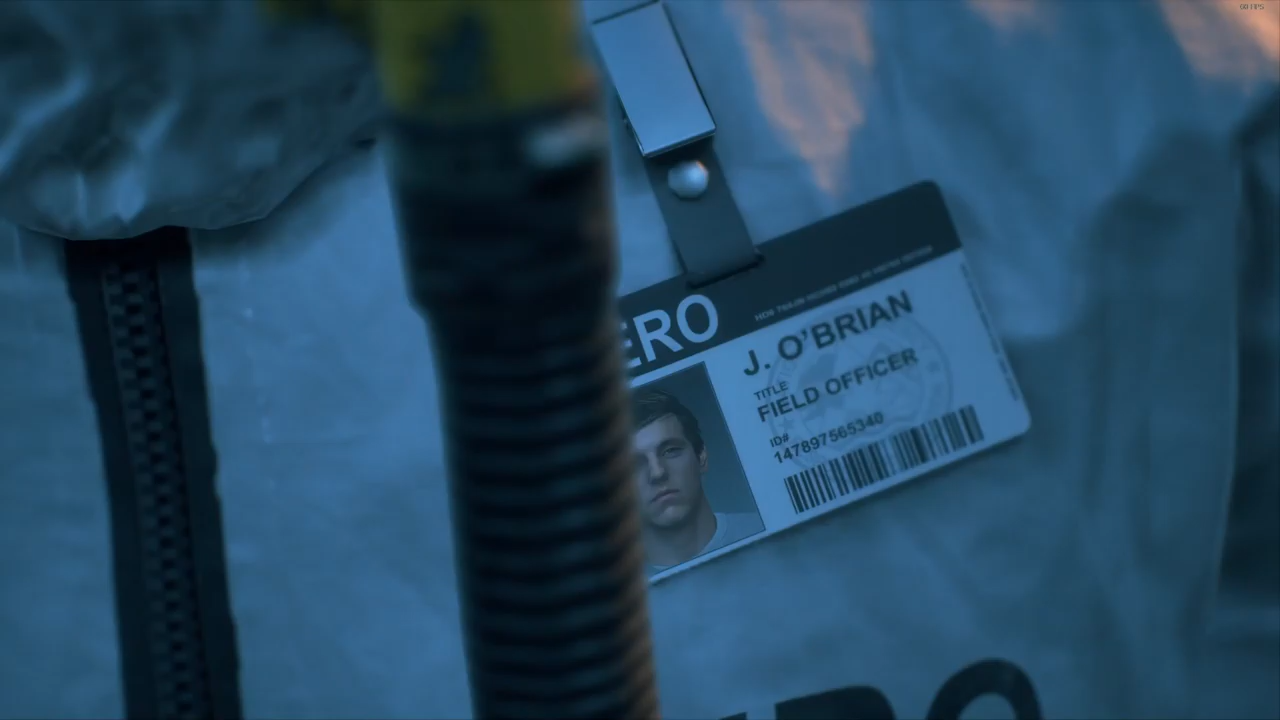 ERO
J. O'BRIAN
TITLE
FIELD OFFICER
ID#
147897565340